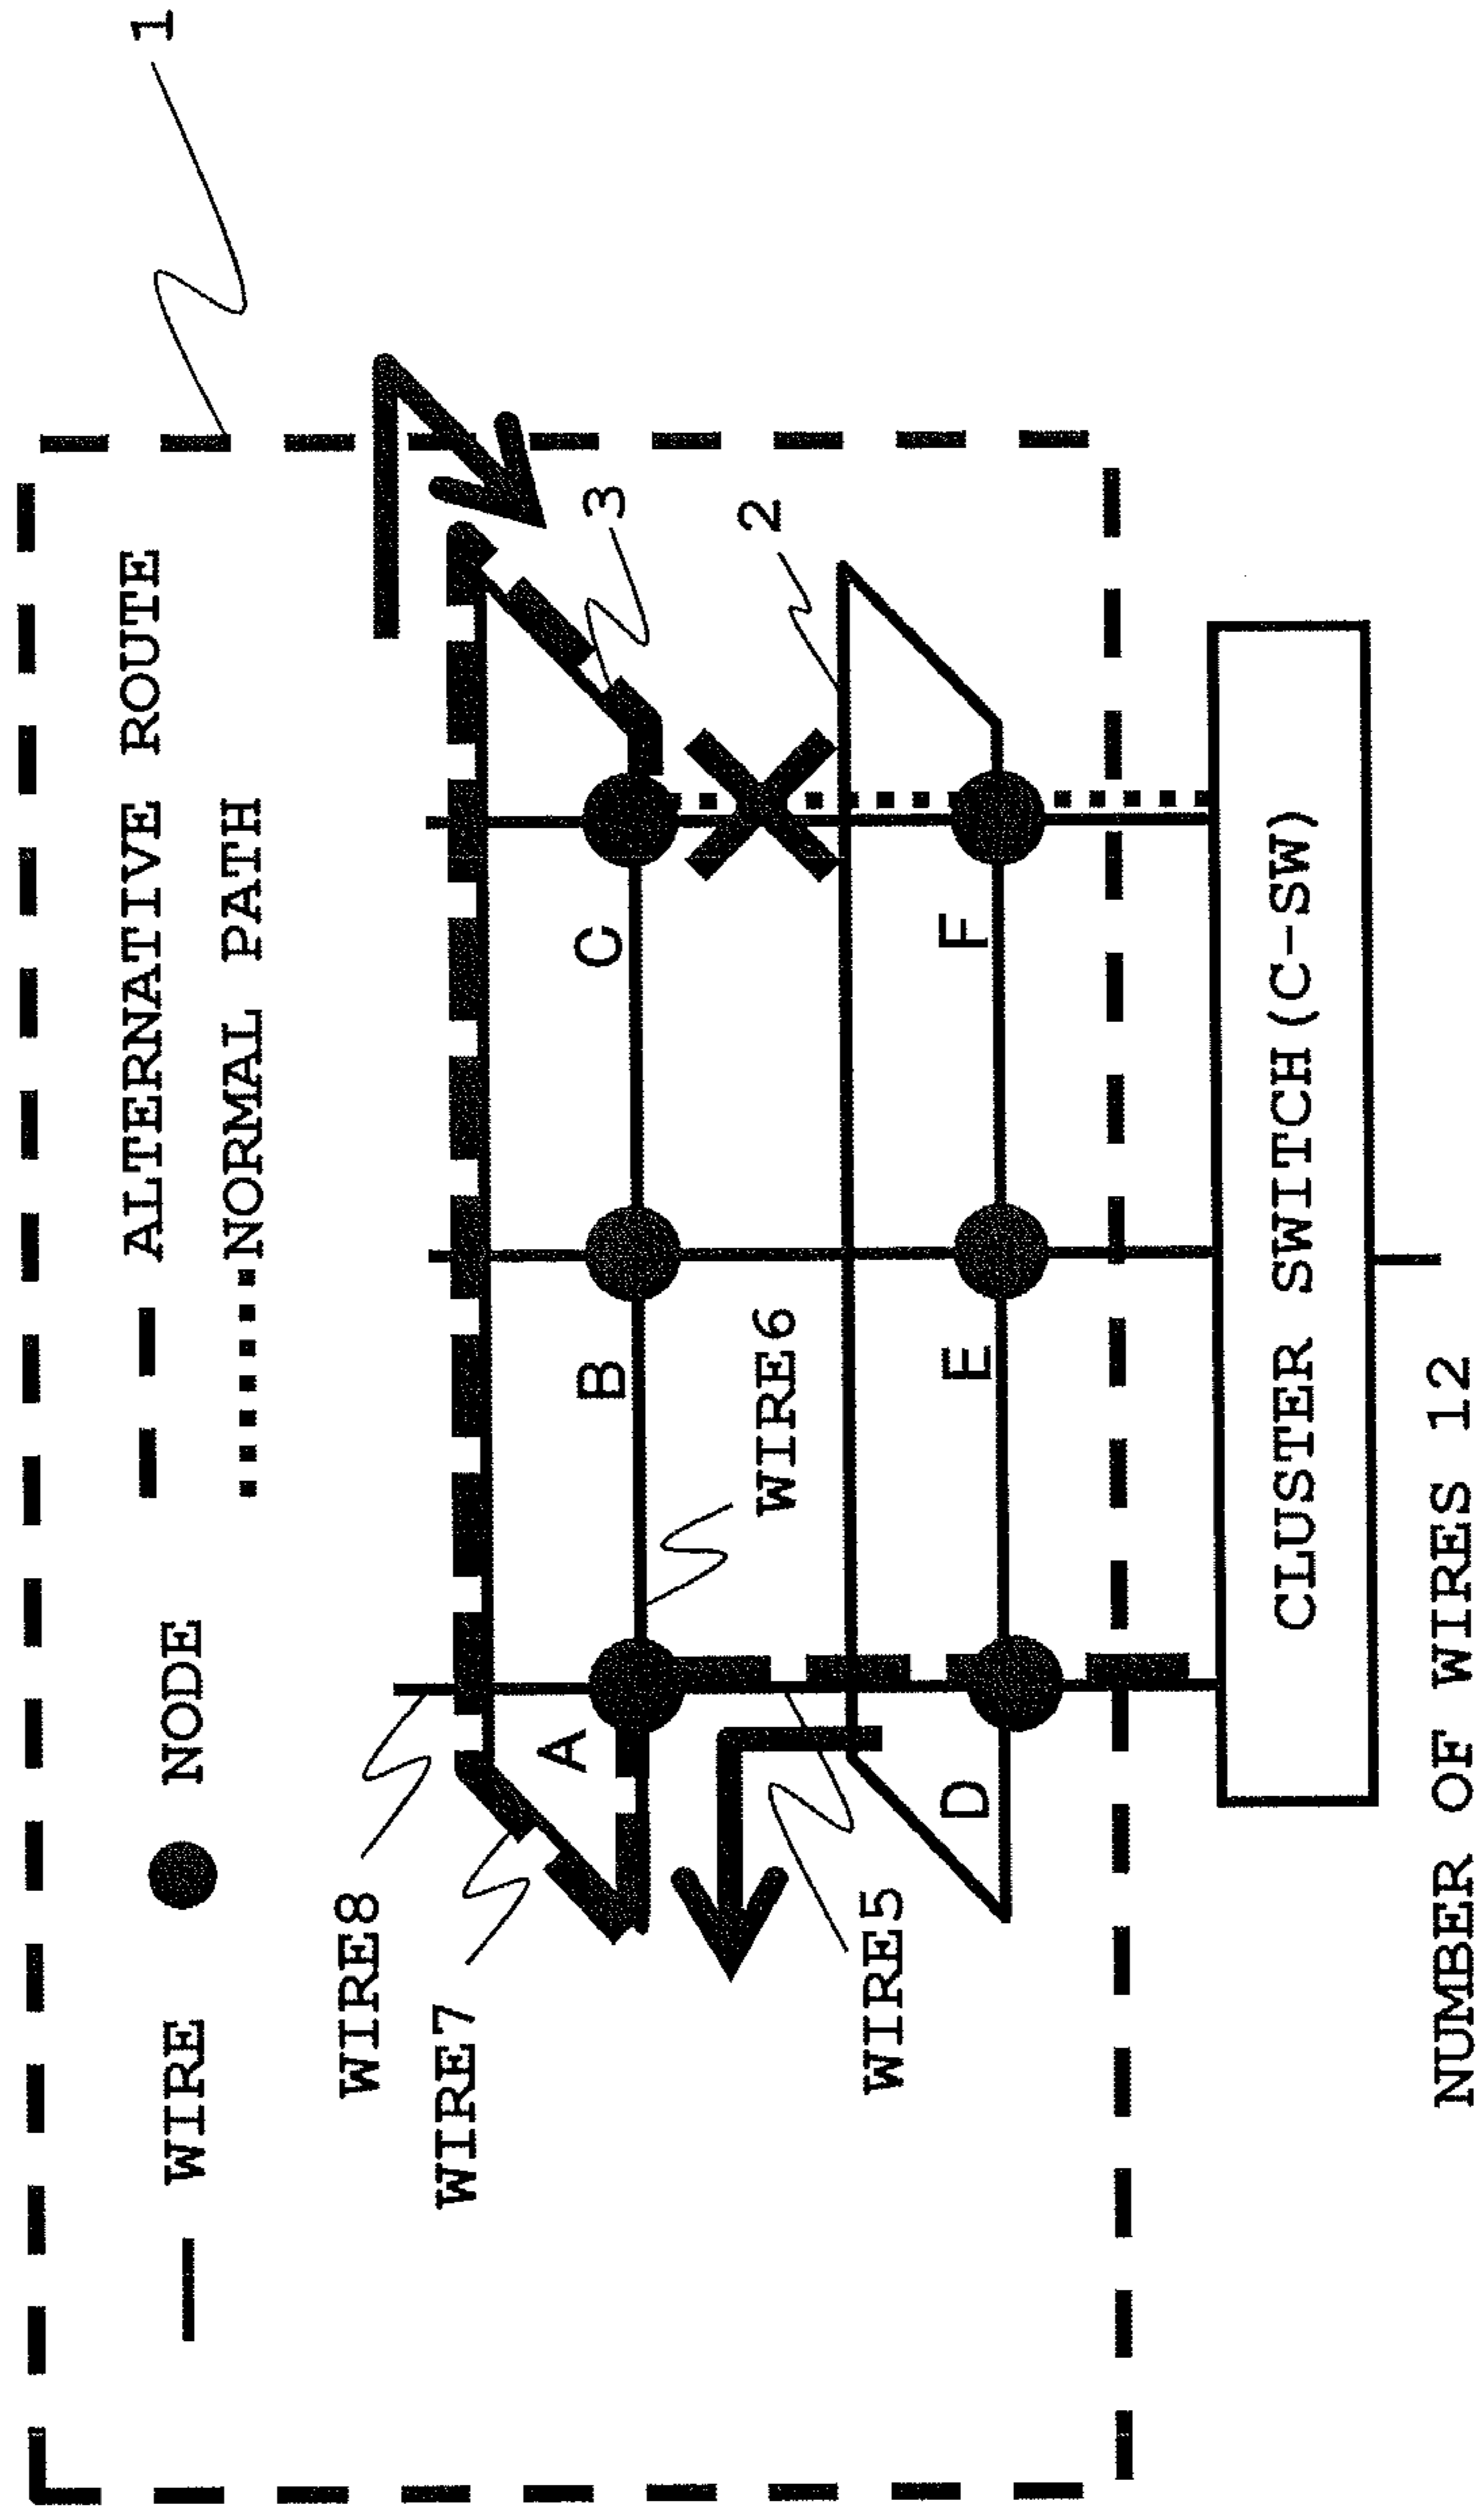 1
WIRE
NODE
ALTERNATIVE ROUTE
NORMAL PATH
WIRE8
WIRE7
3
A
B
C
2
WIRE6
WIRE5
D
E
F
CLUSTER SWITCH(C-SW)
NUMBER OF WIRES 12